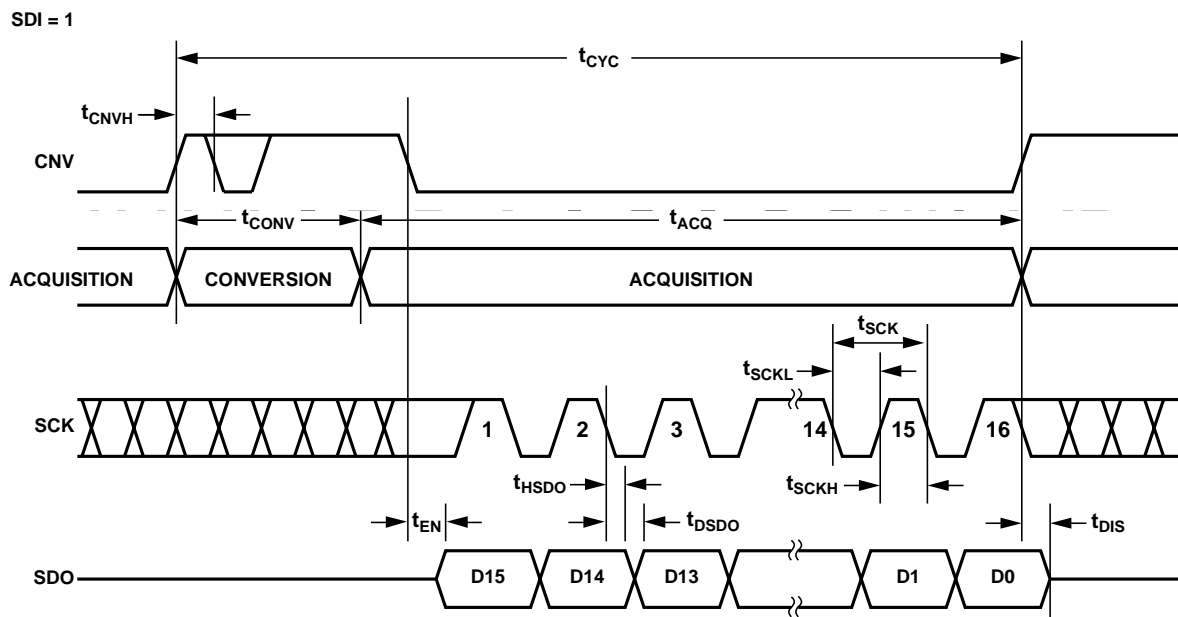 SDI = 1
tCYC
tCNVH
CNV
tCONV
tACQ
ACQUISITION
CONVERSION
ACQUISITION
tSCK
tSCKL
SCK
1
2
3
14
15
16
tHSDO
tSCKH
tEN
tDSDO
tDIS
SDO
D15
D14
D13
D1
D0